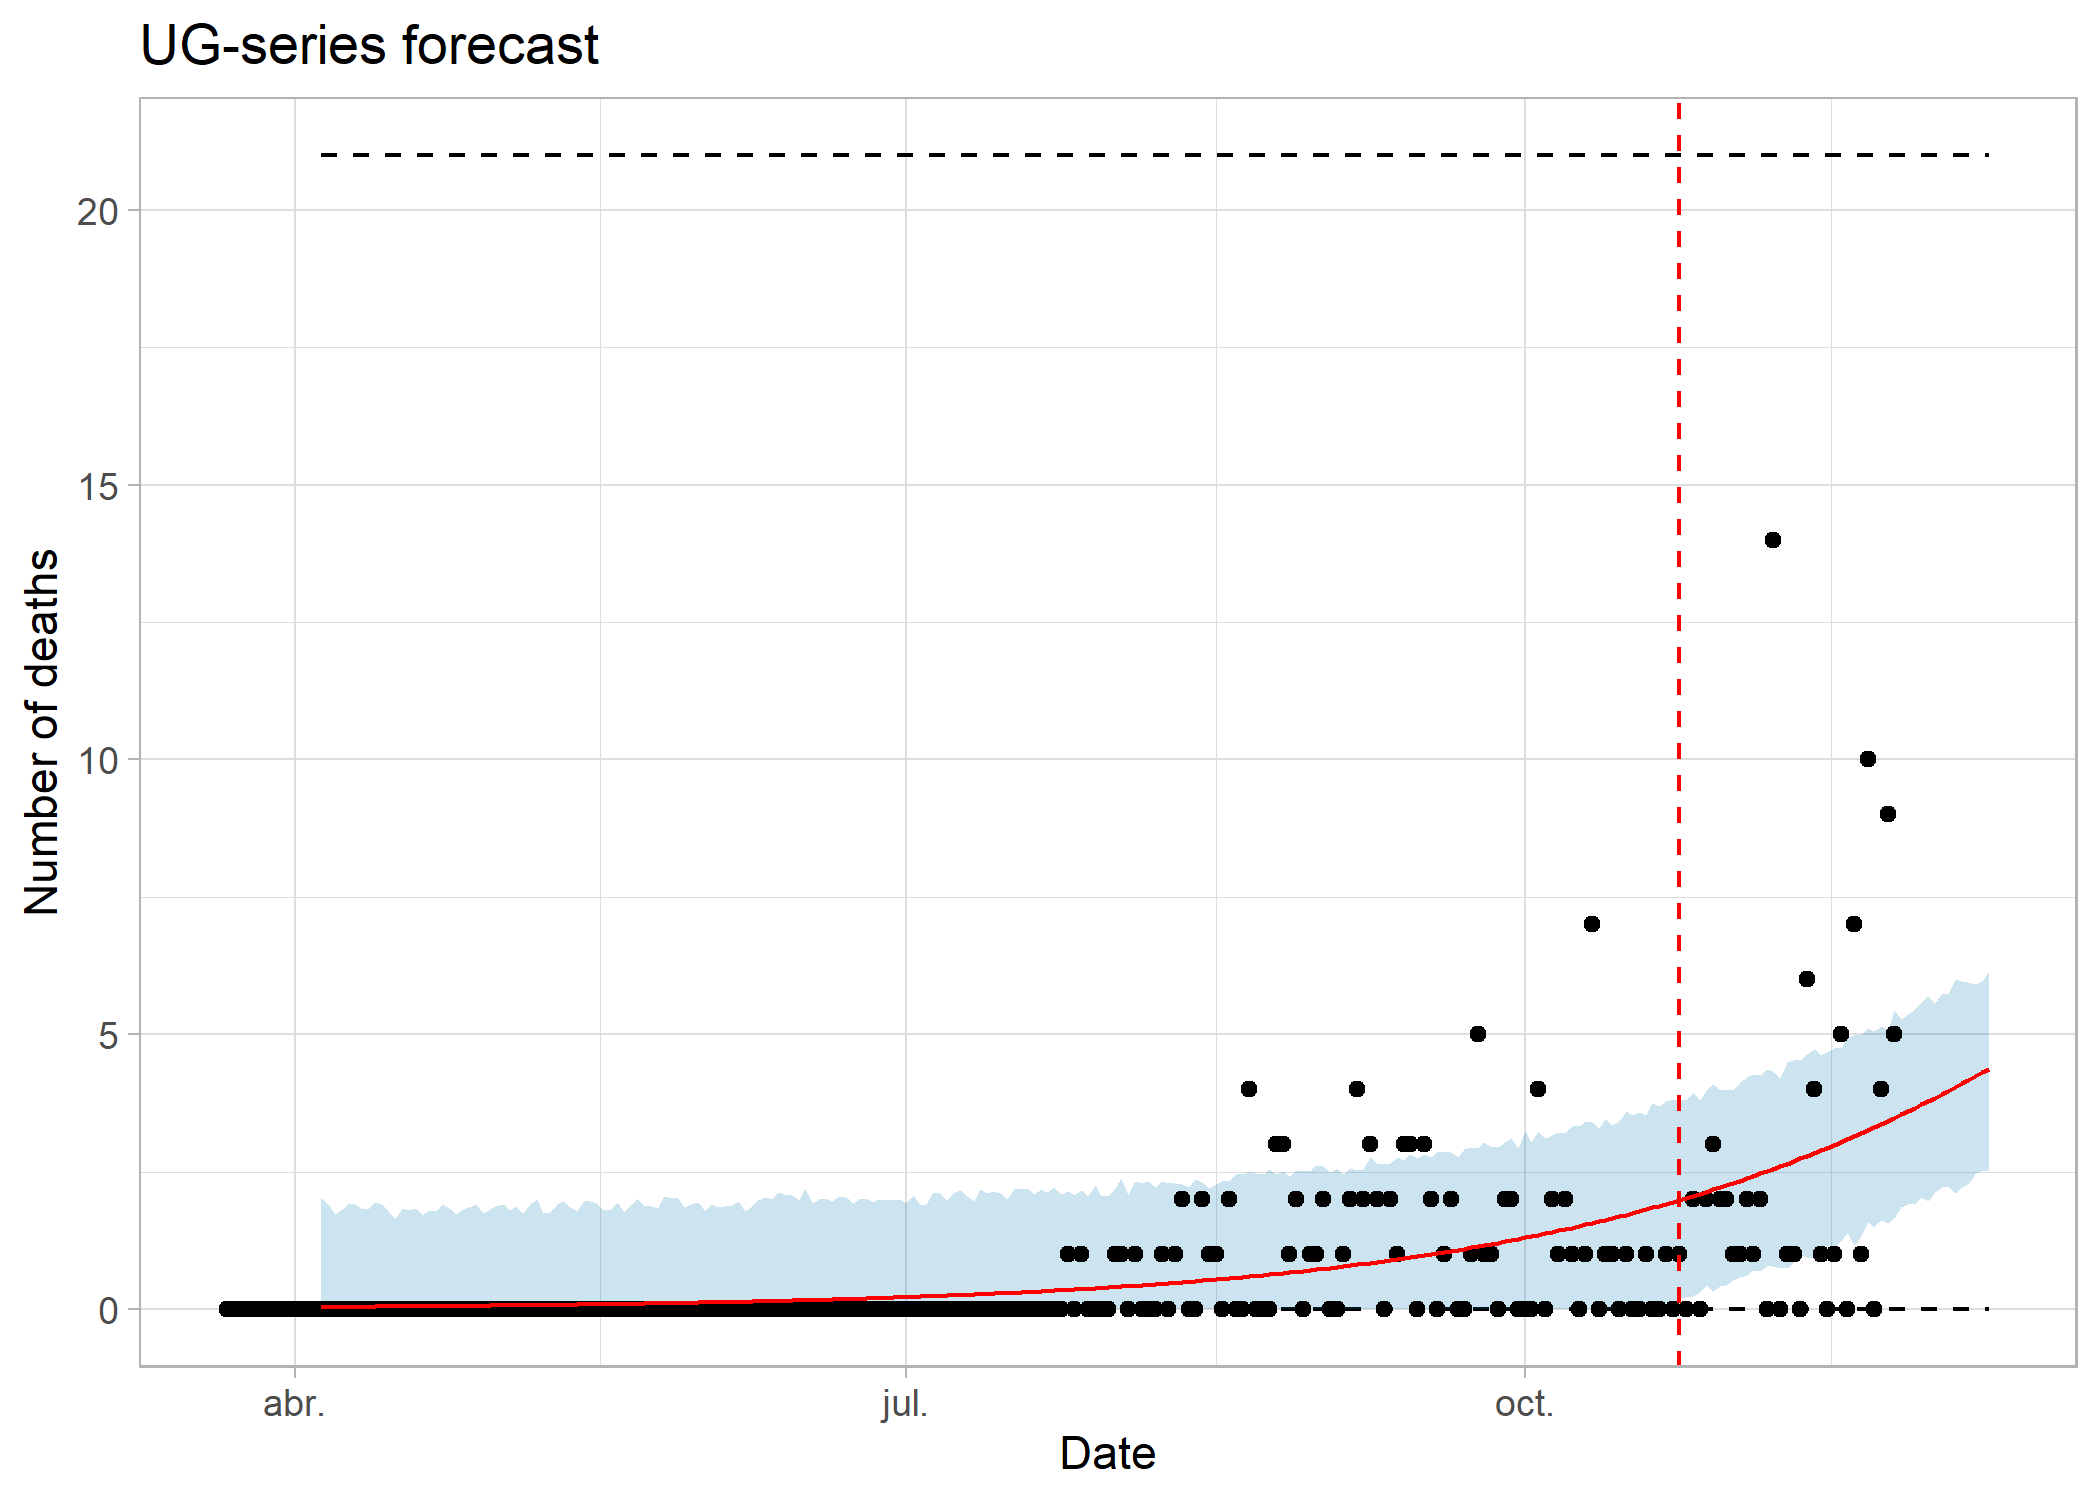 UG-series forecast
20
15
10
5
0
Number of deaths
abr.
jul.
oct.
Date